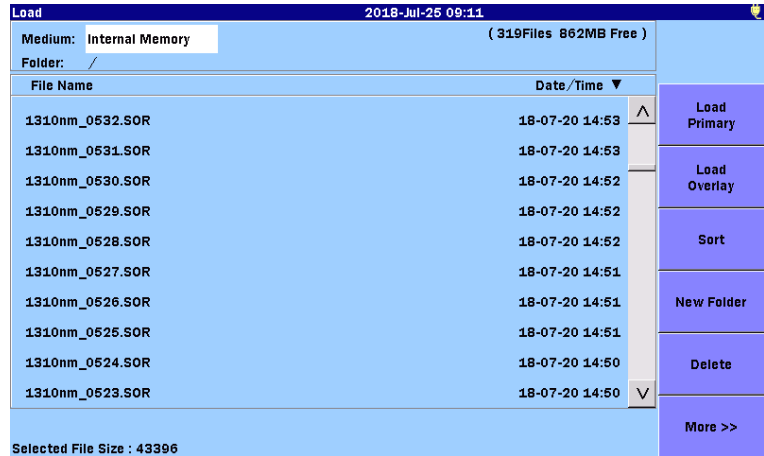 Load 2018-Jul-25 09:11
Medium: Internal Memory (319Files 862MB Free)
Folder: /
File Name Date/Time ▼
1310nm_0532.SOR 18-07-20 14:53
1310nm_0531.SOR 18-07-20 14:53
1310nm_0530.SOR 18-07-20 14:52
1310nm_0529.SOR 18-07-20 14:52
1310nm_0528.SOR 18-07-20 14:52
1310nm_0527.SOR 18-07-20 14:51
1310nm_0526.SOR 18-07-20 14:51
1310nm_0525.SOR 18-07-20 14:51
1310nm_0524.SOR 18-07-20 14:50
1310nm_0523.SOR 18-07-20 14:50
Selected File Size : 43396
Load
Primary
Load
Overlay
Sort
New Folder
Delete
More >>